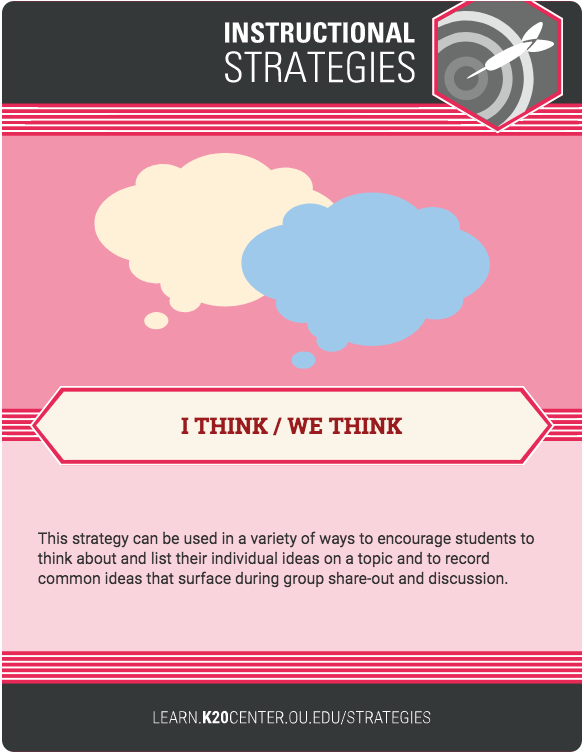 INSTRUCTIONAL
STRATEGIES
I THINK / WE THINK
This strategy can be used in a variety of ways to encourage students to
think about and list their individual ideas on a topic and to record
common ideas that surface during group share-out and discussion.
LEARN.K20CENTER.OU.EDU/STRATEGIES